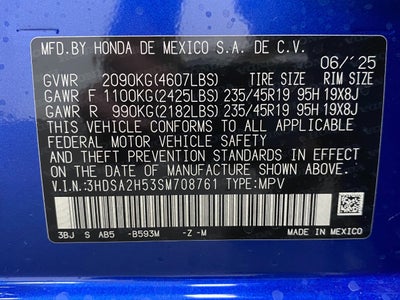 MFD.BY HONDA DE MEXICO S.A. DE C.V.
06/'25
GVWR 2090KG(4607LBS) TIRE SIZE RIM SIZE
GAWR F 1100KG(2425LBS) 235/45R19 95H 19X8J
GAWR R 990KG(2182LBS) 235/45R19 95H 19X8J
THIS VEHICLE CONFORMS TO ALL APPLICABLE
FEDERAL MOTOR VEHICLE SAFETY
AND THEFT PREVENTION STANDARDS IN EFFECT
ON THE DATE OF MANUFACTURE SHOWN ABOVE.
V.I.N.:3HDSA2H53SM708761 TYPE:MPV
3BJ S AB5 -B593M -Z -M
MADE IN
MEXICO